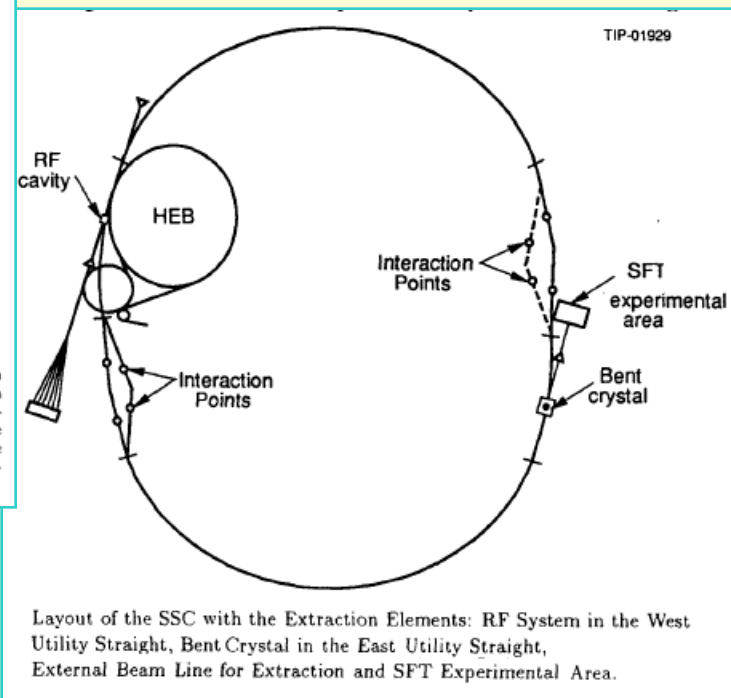 TIP-01929
RF
cavity
HEB
Interaction
Points
SFT
experimental
area
Bent
crystal
Interaction
Points
Layout of the SSC with the Extraction Elements: RF System in the West
Utility Straight, Bent Crystal in the East Utility Straight,
External Beam Line for Extraction and SFT Experimental Area.